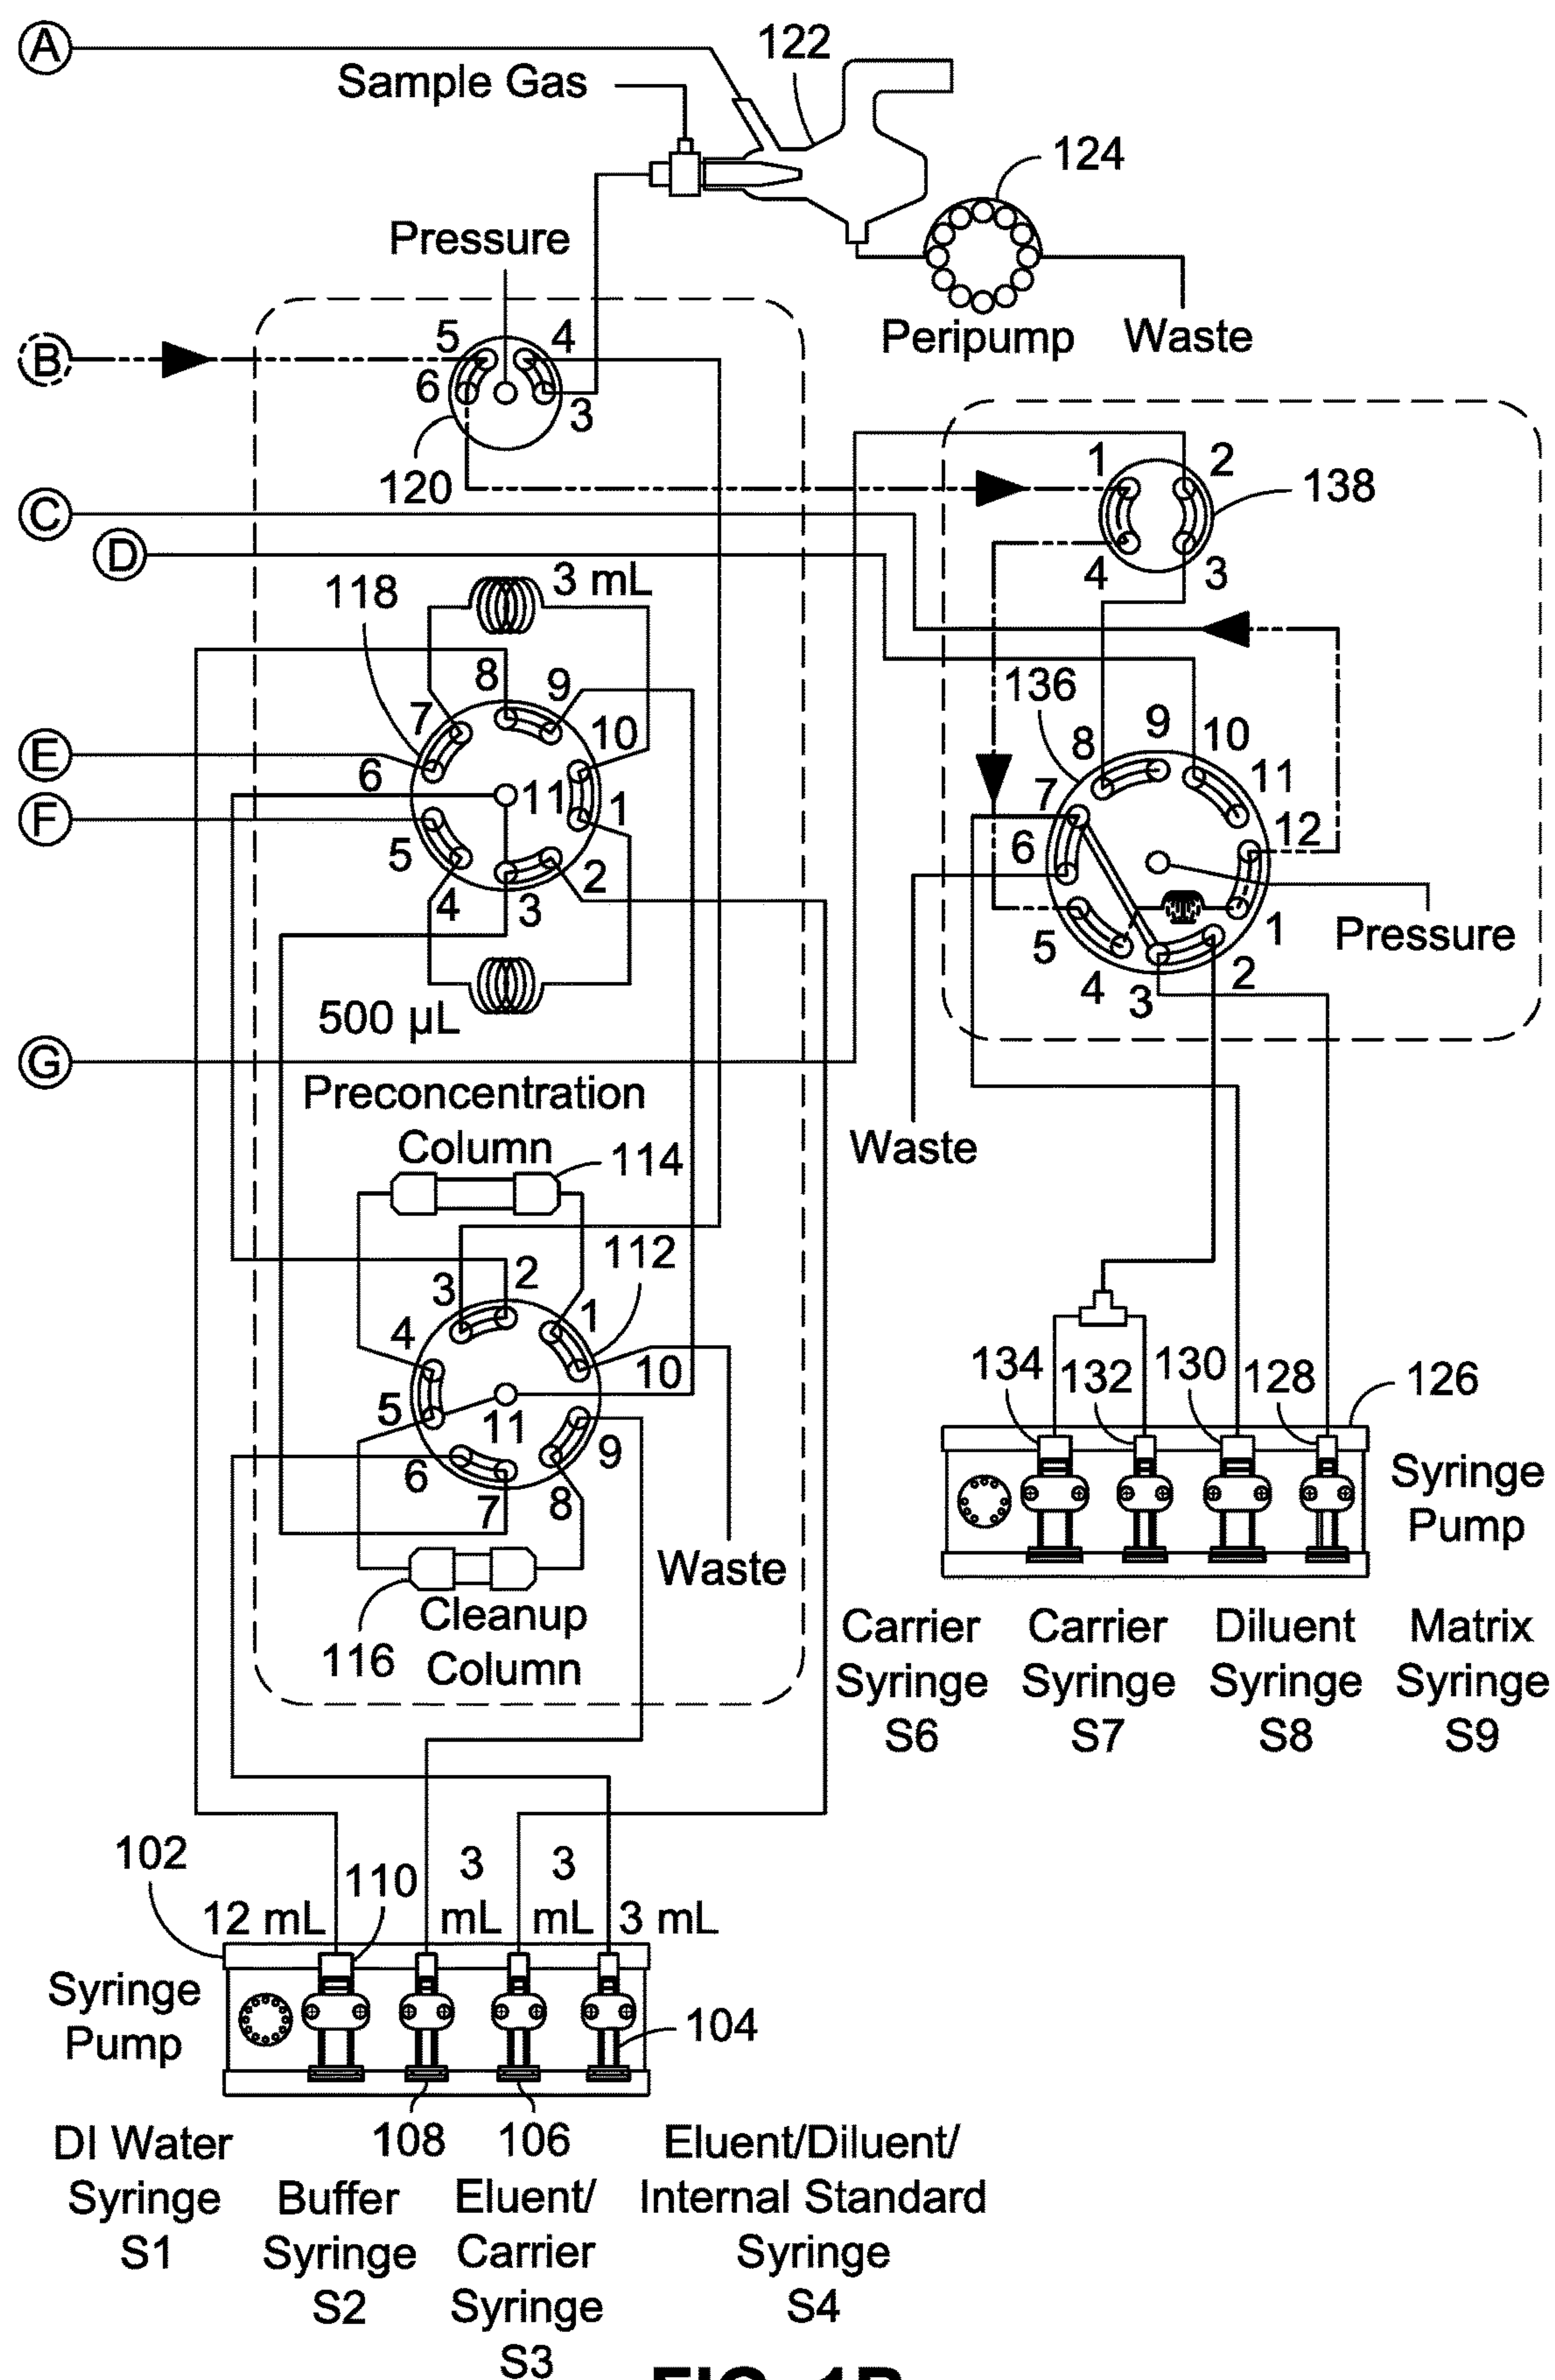 A
122
Sample Gas
124
Pressure
Peripump
Waste
B
5
4
6
3
120
1
2
138
C
D
4
3
3 mL
118
8
9
7
10
136
9
10
8
11
E
6
11
1
7
12
F
6
5
2
4
3
Pressure
5
1
4
2
3
500 µL
G
Preconcentration
Column
114
Waste
112
3
2
1
4
10
5
11
9
6
7
8
134
132
130
128
126
Syringe
Pump
Waste
Cleanup
Column
116
Carrier
Syringe
S6
Carrier
Syringe
S7
Diluent
Syringe
S8
Matrix
Syringe
S9
102
110
3
mL
3
mL
12 mL
3 mL
Syringe
Pump
104
108
106
DI Water
Syringe
S1
Buffer
Syringe
S2
Eluent/
Carrier
Syringe
S3
Eluent/Diluent/
Internal Standard
Syringe
S4
FIG. 1B